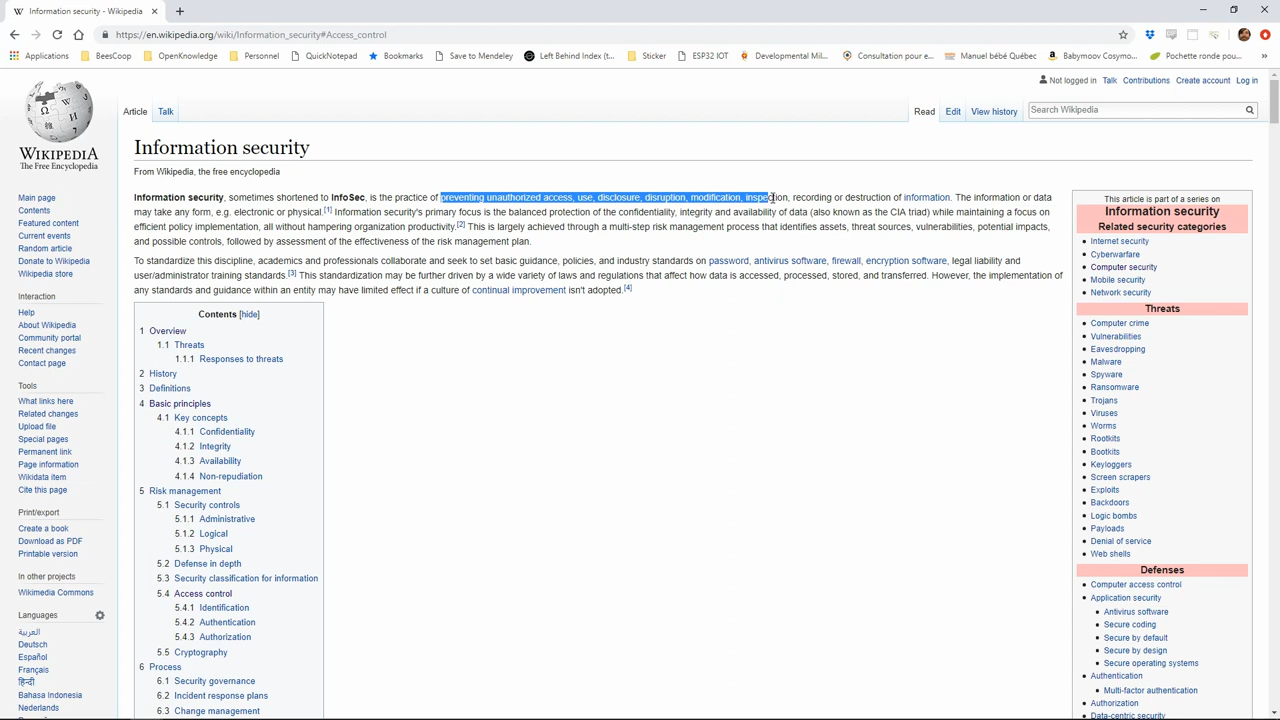 Information security - Wikipedia
https://en.wikipedia.org/wiki/Information_security#Access_control
Applications BeesCoop OpenKnowledge Personnel QuickNotepad Bookmarks Save to Mendeley Left Behind Index (t... Sticker ESP32 IOT Developmental Mil... Consultation pour e... Manuel bébé Québec Babymoov Cosymo... Pochette ronde pou...
Not logged in Talk Contributions Create account Log in
Article Talk Read Edit View history Search Wikipedia
WIKIPEDIA
The Free Encyclopedia
Main page
Contents
Featured content
Current events
Random article
Donate to Wikipedia
Wikipedia store
Interaction
Help
About Wikipedia
Community portal
Recent changes
Contact page
Tools
What links here
Related changes
Upload file
Special pages
Permanent link
Page information
Wikidata item
Cite this page
Print/export
Create a book
Download as PDF
Printable version
In other projects
Wikimedia Commons
Languages
العربية
Deutsch
Español
Français
हिन्दी
Bahasa Indonesia
Nederlands
Information security
From Wikipedia, the free encyclopedia
Information security, sometimes shortened to InfoSec, is the practice of preventing unauthorized access, use, disclosure, disruption, modification, inspection, recording or destruction of information. The information or data
may take any form, e.g. electronic or physical.[1] Information security's primary focus is the balanced protection of the confidentiality, integrity and availability of data (also known as the CIA triad) while maintaining a focus on
efficient policy implementation, all without hampering organization productivity.[2] This is largely achieved through a multi-step risk management process that identifies assets, threat sources, vulnerabilities, potential impacts,
and possible controls, followed by assessment of the effectiveness of the risk management plan.
To standardize this discipline, academics and professionals collaborate and seek to set basic guidance, policies, and industry standards on password, antivirus software, firewall, encryption software, legal liability and
user/administrator training standards.[3] This standardization may be further driven by a wide variety of laws and regulations that affect how data is accessed, processed, stored, and transferred. However, the implementation of
any standards and guidance within an entity may have limited effect if a culture of continual improvement isn't adopted.[4]
Contents [hide]
1 Overview
1.1 Threats
1.1.1 Responses to threats
2 History
3 Definitions
4 Basic principles
4.1 Key concepts
4.1.1 Confidentiality
4.1.2 Integrity
4.1.3 Availability
4.1.4 Non-repudiation
5 Risk management
5.1 Security controls
5.1.1 Administrative
5.1.2 Logical
5.1.3 Physical
5.2 Defense in depth
5.3 Security classification for information
5.4 Access control
5.4.1 Identification
5.4.2 Authentication
5.4.3 Authorization
5.5 Cryptography
6 Process
6.1 Security governance
6.2 Incident response plans
6.3 Change management
This article is part of a series on
Information security
Related security categories
Internet security
Cyberwarfare
Computer security
Mobile security
Network security
Threats
Computer crime
Vulnerabilities
Eavesdropping
Malware
Spyware
Ransomware
Trojans
Viruses
Worms
Rootkits
Bootkits
Keyloggers
Screen scrapers
Exploits
Backdoors
Logic bombs
Payloads
Denial of service
Web shells
Defenses
Computer access control
Application security
Antivirus software
Secure coding
Secure by default
Secure by design
Secure operating systems
Authentication
Multi-factor authentication
Authorization
Data-centric security